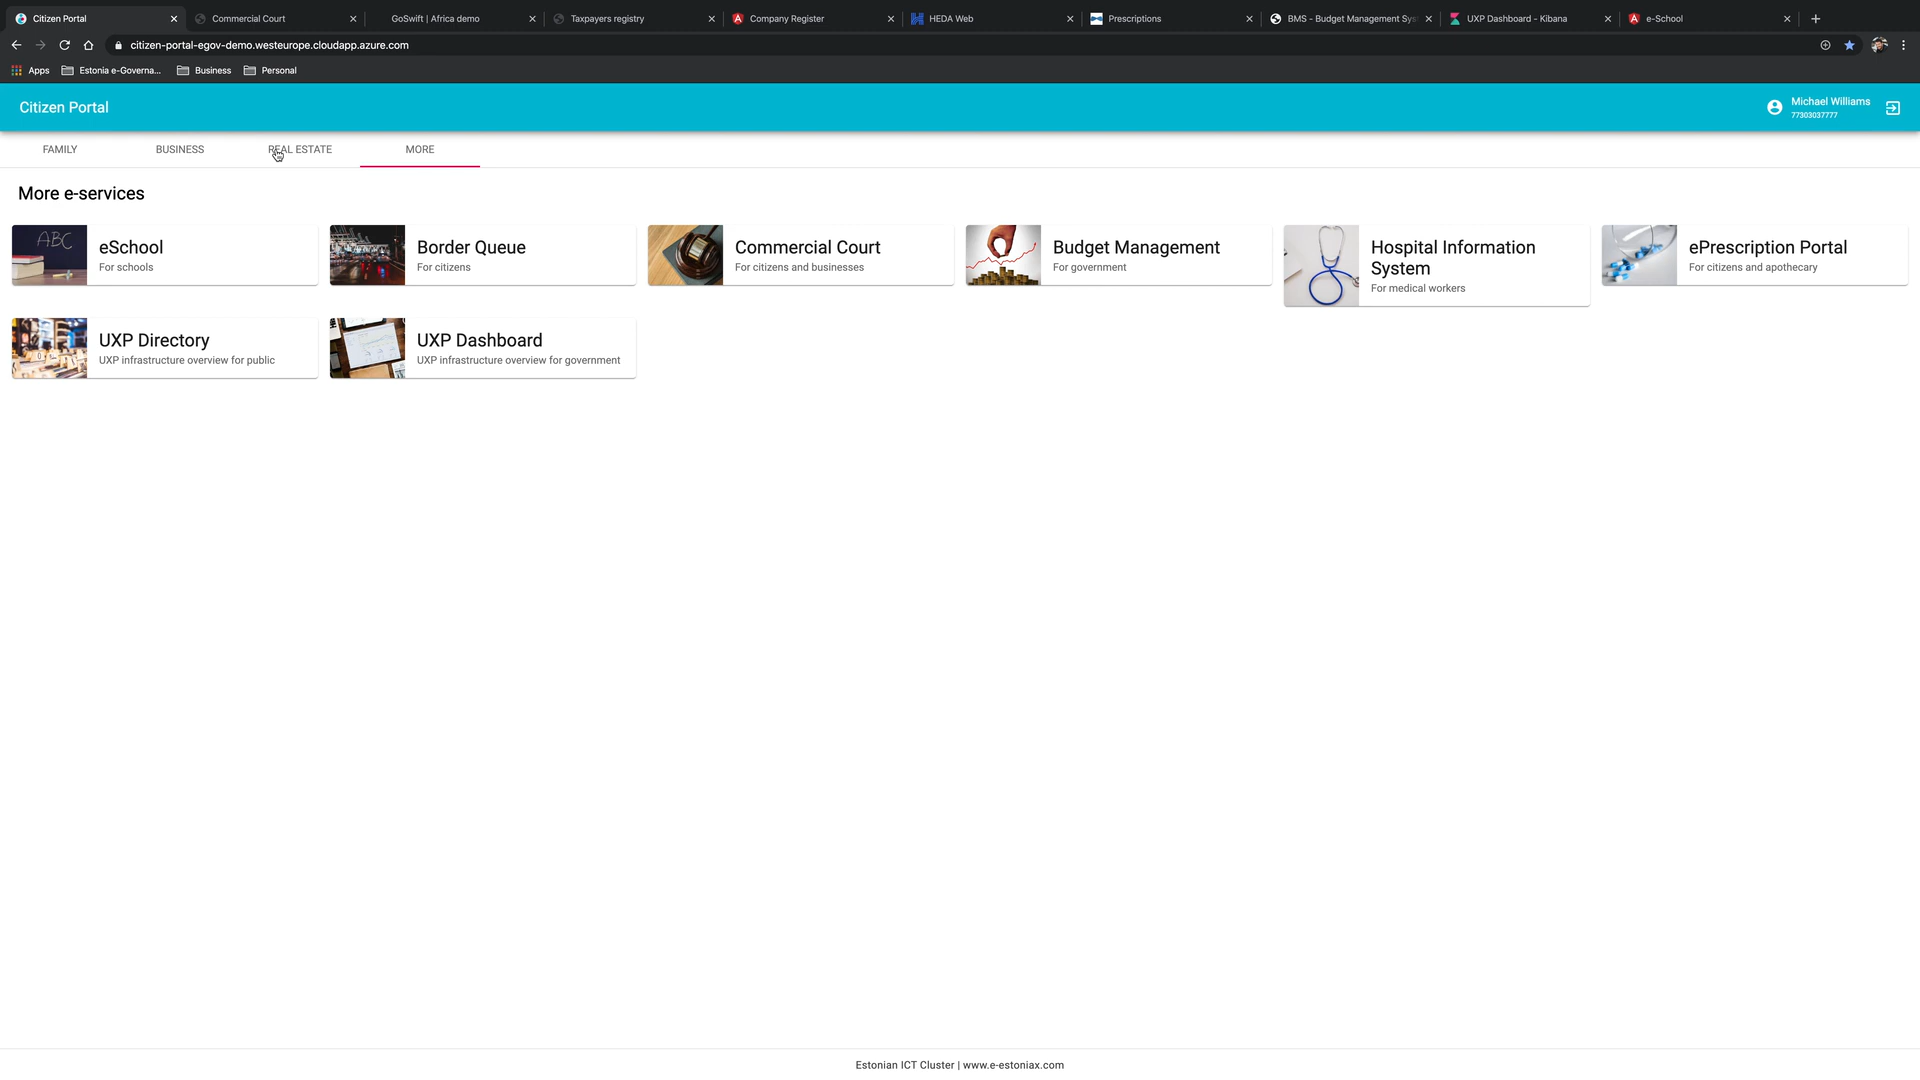 Citizen Portal
Commercial Court
GoSwift | Africa demo
Taxpayers registry
Company Register
HEDA Web
Prescriptions
BMS - Budget Management Sys
UXP Dashboard - Kibana
e-School
citizen-portal-egov-demo.westeurope.cloudapp.azure.com
Apps
Estonia e-Governa...
Business
Personal
Citizen Portal
Michael Williams
77303037777
FAMILY
BUSINESS
REAL ESTATE
MORE
More e-services
ABC
eSchool
For schools
Border Queue
For citizens
Commercial Court
For citizens and businesses
Budget Management
For government
Hospital Information
System
For medical workers
ePrescription Portal
For citizens and apothecary
UXP Directory
UXP infrastructure overview for public
UXP Dashboard
UXP infrastructure overview for government
Estonian ICT Cluster | www.e-estoniax.com